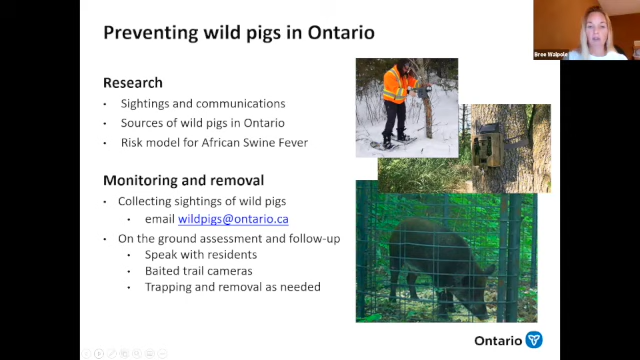 Preventing wild pigs in Ontario
Bree Walpole
Research
• Sightings and communications
• Sources of wild pigs in Ontario
• Risk model for African Swine Fever
Monitoring and removal
• Collecting sightings of wild pigs
• email wildpigs@ontario.ca
• On the ground assessment and follow-up
• Speak with residents
• Baited trail cameras
• Trapping and removal as needed
Ontario